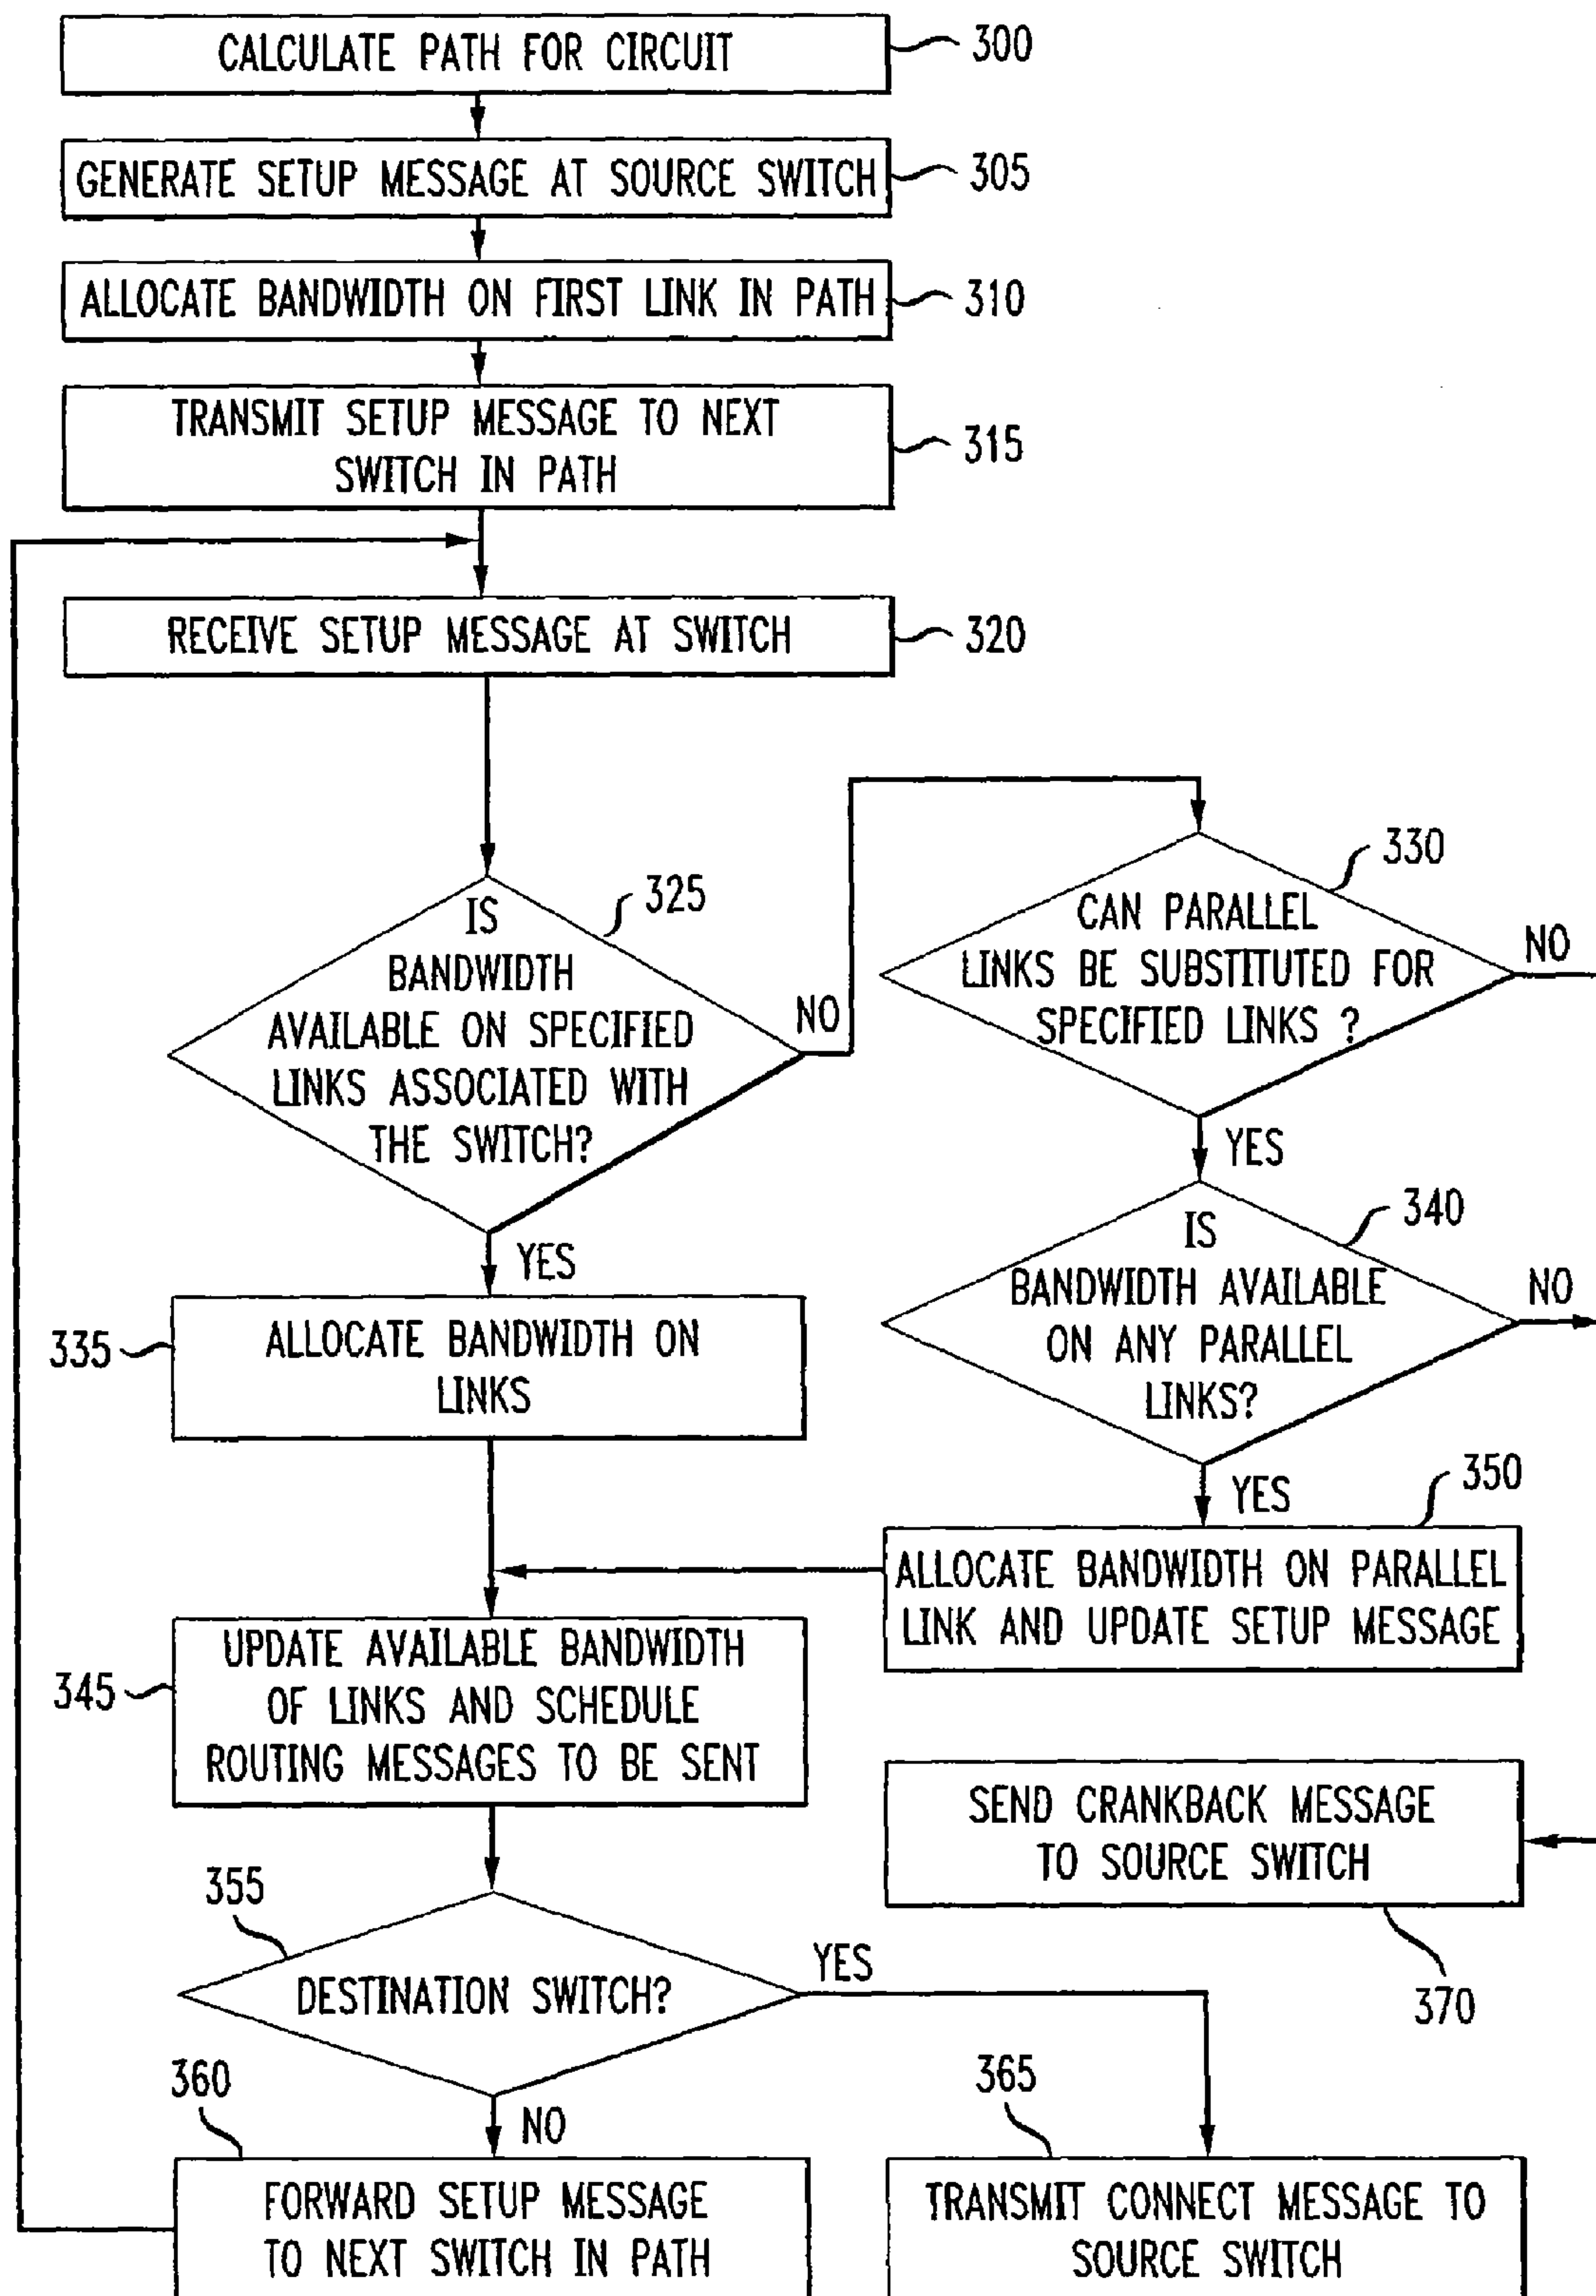 CALCULATE PATH FOR CIRCUIT
300
GENERATE SETUP MESSAGE AT SOURCE SWITCH
305
ALLOCATE BANDWIDTH ON FIRST LINK IN PATH
310
TRANSMIT SETUP MESSAGE TO NEXT
SWITCH IN PATH
315
RECEIVE SETUP MESSAGE AT SWITCH
320
IS
BANDWIDTH
AVAILABLE ON SPECIFIED
LINKS ASSOCIATED WITH
THE SWITCH?
325
NO
YES
CAN PARALLEL
LINKS BE SUBSTITUTED FOR
SPECIFIED LINKS ?
330
NO
YES
335
ALLOCATE BANDWIDTH ON
LINKS
IS
BANDWIDTH AVAILABLE
ON ANY PARALLEL
LINKS?
340
NO
YES
350
ALLOCATE BANDWIDTH ON PARALLEL
LINK AND UPDATE SETUP MESSAGE
345
UPDATE AVAILABLE BANDWIDTH
OF LINKS AND SCHEDULE
ROUTING MESSAGES TO BE SENT
SEND CRANKBACK MESSAGE
TO SOURCE SWITCH
370
355
DESTINATION SWITCH?
YES
NO
360
FORWARD SETUP MESSAGE
TO NEXT SWITCH IN PATH
365
TRANSMIT CONNECT MESSAGE TO
SOURCE SWITCH